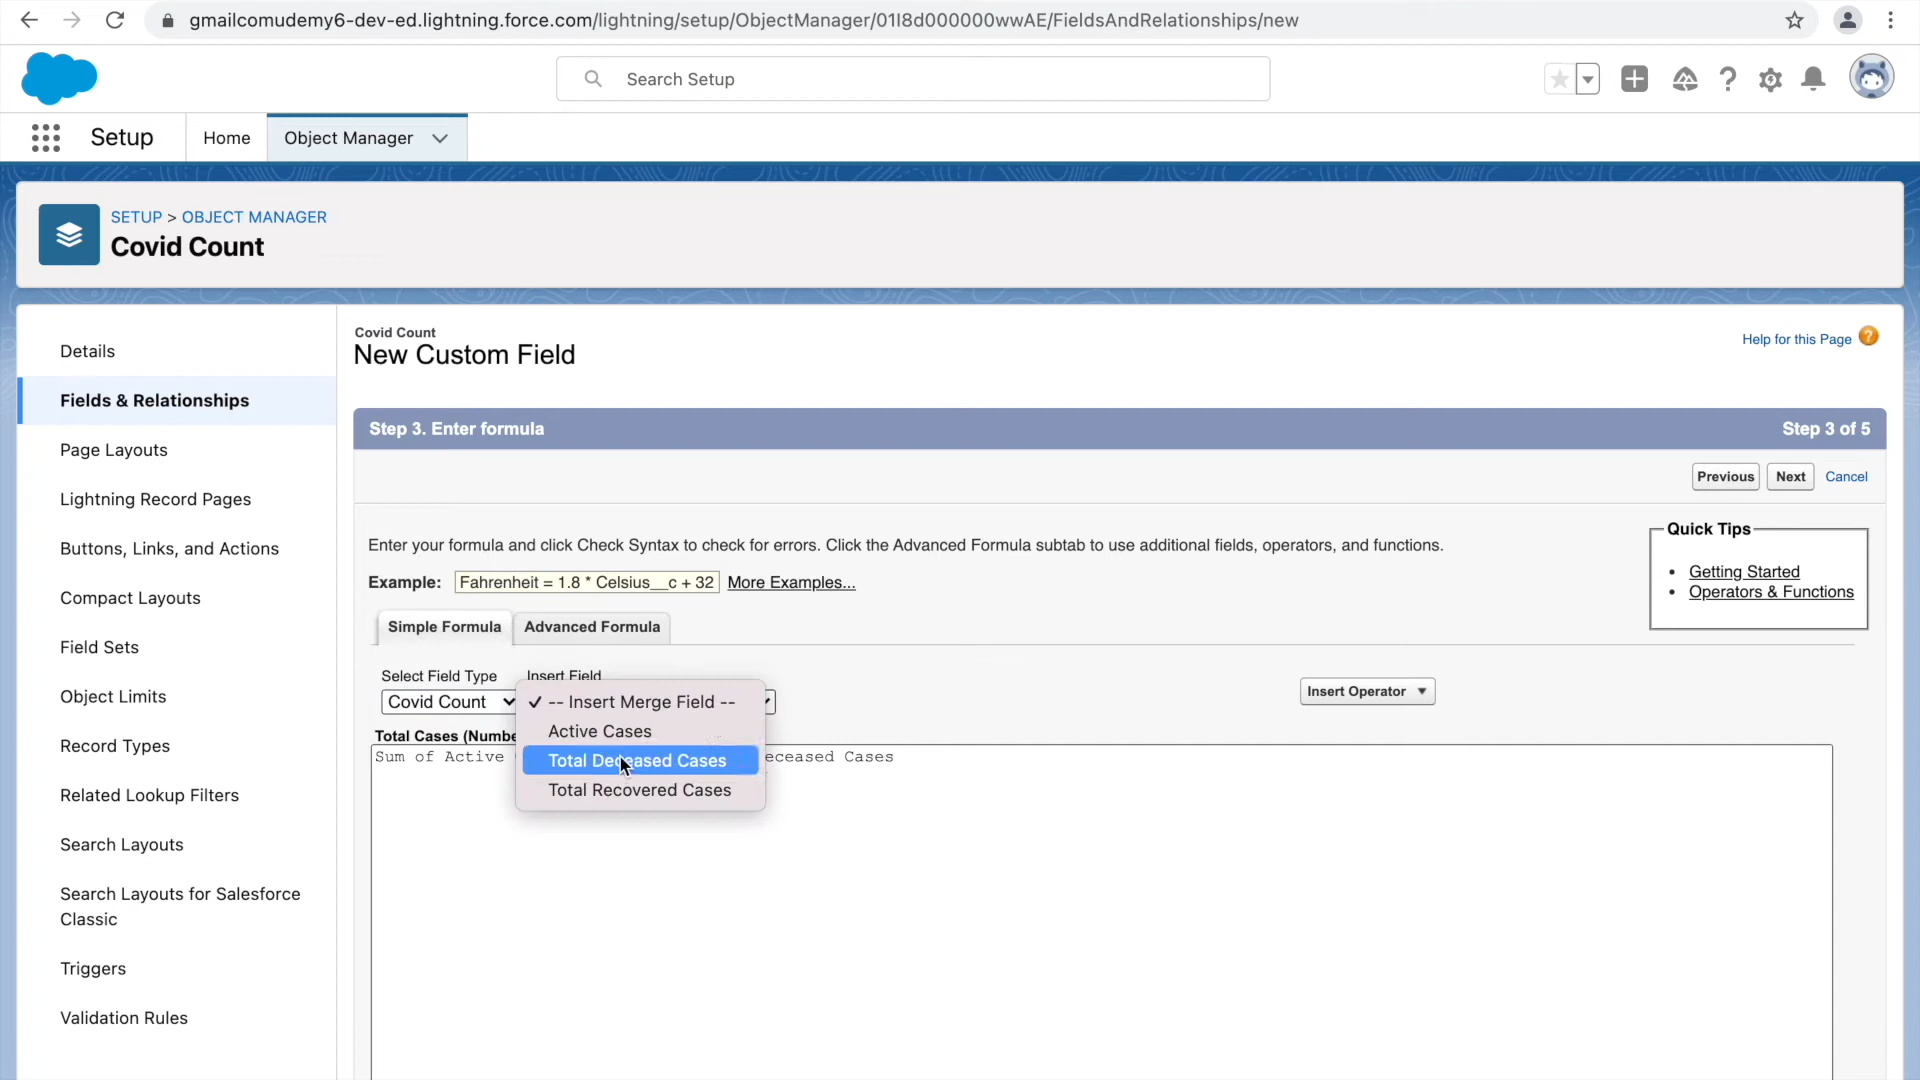 gmailcomudemy6-dev-ed.lightning.force.com/lightning/setup/ObjectManager/01I8d000000wwAE/FieldsAndRelationships/new
Search Setup
Setup
Home
Object Manager
SETUP > OBJECT MANAGER
Covid Count
Details
Fields & Relationships
Page Layouts
Lightning Record Pages
Buttons, Links, and Actions
Compact Layouts
Field Sets
Object Limits
Record Types
Related Lookup Filters
Search Layouts
Search Layouts for Salesforce
Classic
Triggers
Validation Rules
Covid Count
New Custom Field
Help for this Page
Step 3. Enter formula
Step 3 of 5
Previous
Next
Cancel
Enter your formula and click Check Syntax to check for errors. Click the Advanced Formula subtab to use additional fields, operators, and functions.
Example: Fahrenheit = 1.8 * Celsius__c + 32 More Examples...
Quick Tips
• Getting Started
• Operators & Functions
Simple Formula
Advanced Formula
Select Field Type
Insert Field
Covid Count
✓ -- Insert Merge Field --
Active Cases
Total Deceased Cases
Total Recovered Cases
Insert Operator
Total Cases
Sum of Active eceased Cases